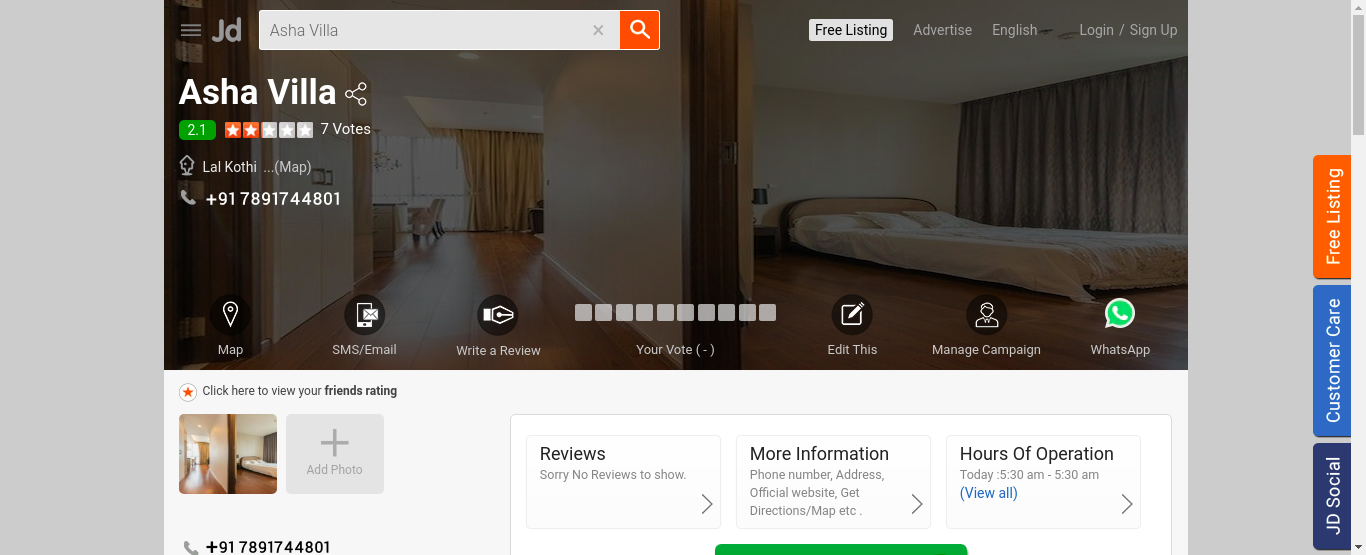 Jd
Asha Villa
Free Listing
Advertise
English
Login / Sign Up
Asha Villa
2.1
7 Votes
Lal Kothi ...(Map)
+91 7891744801
Map
SMS/Email
Write a Review
Your Vote ( - )
Edit This
Manage Campaign
WhatsApp
Click here to view your friends rating
Add Photo
+91 7891744801
Reviews
Sorry No Reviews to show.
More Information
Phone number, Address,
Official website, Get
Directions/Map etc .
Hours Of Operation
Today :5:30 am - 5:30 am
(View all)
Free Listing
Customer Care
JD Social